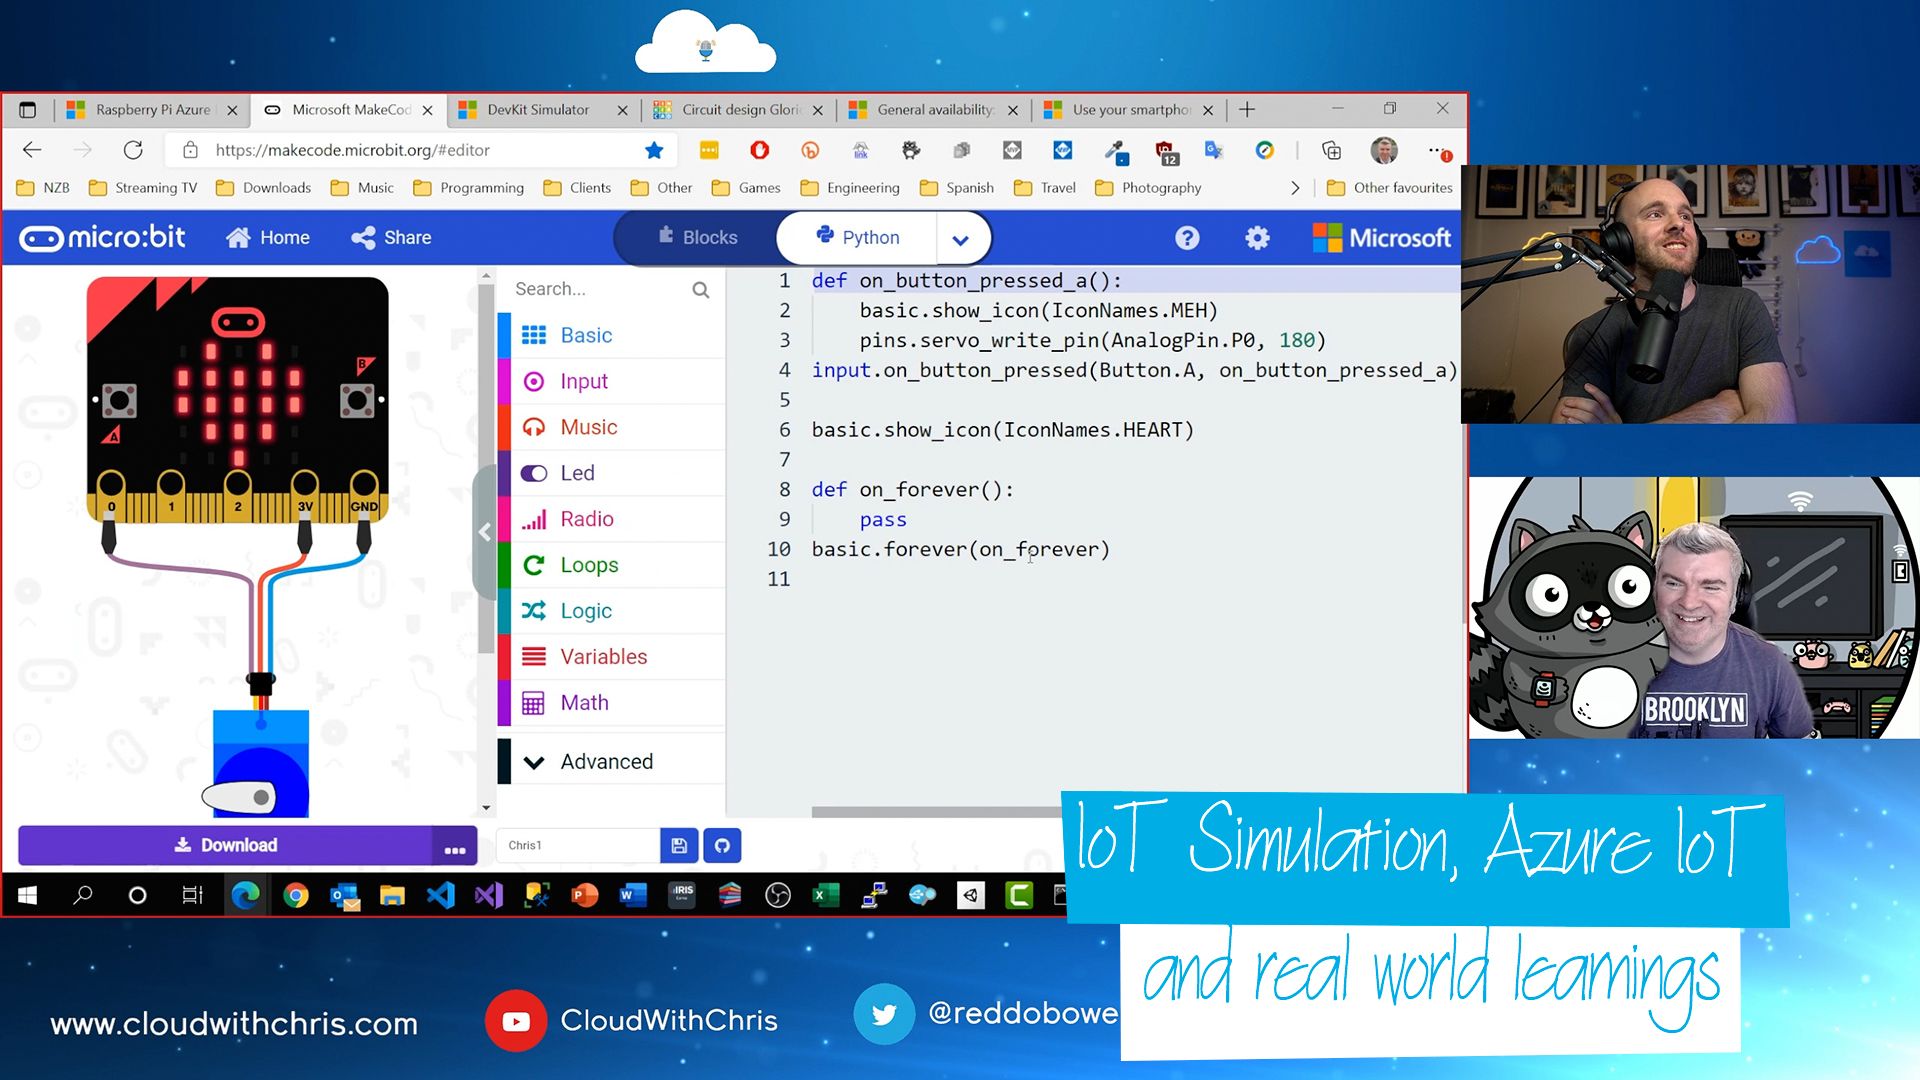 Raspberry Pi Azure
Microsoft MakeCod
DevKit Simulator
Circuit design Glori
General availability:
Use your smartpho
https://makecode.microbit.org/#editor
link
MVP
12
NZB
Streaming TV
Downloads
Music
Programming
Clients
Other
Games
Engineering
Spanish
Travel
Photography
Other favourites
micro:bit
Home
Share
Blocks
Python
Microsoft
A
B
0
1
2
3V
GND
Search...
Basic
Input
Music
Led
Radio
Loops
Logic
Variables
Math
Advanced
1 def on_button_pressed_a():
2 basic.show_icon(IconNames.MEH)
3 pins.servo_write_pin(AnalogPin.P0, 180)
4 input.on_button_pressed(Button.A, on_button_pressed_a)
5
6 basic.show_icon(IconNames.HEART)
7
8 def on_forever():
9 pass
10 basic.forever(on_forever)
11
BROOKLYN
Download
Chris1
IRIS
IoT Simulation, Azure IoT
and real world learnings
www.cloudwithchris.com
CloudWithChris
@reddobowe